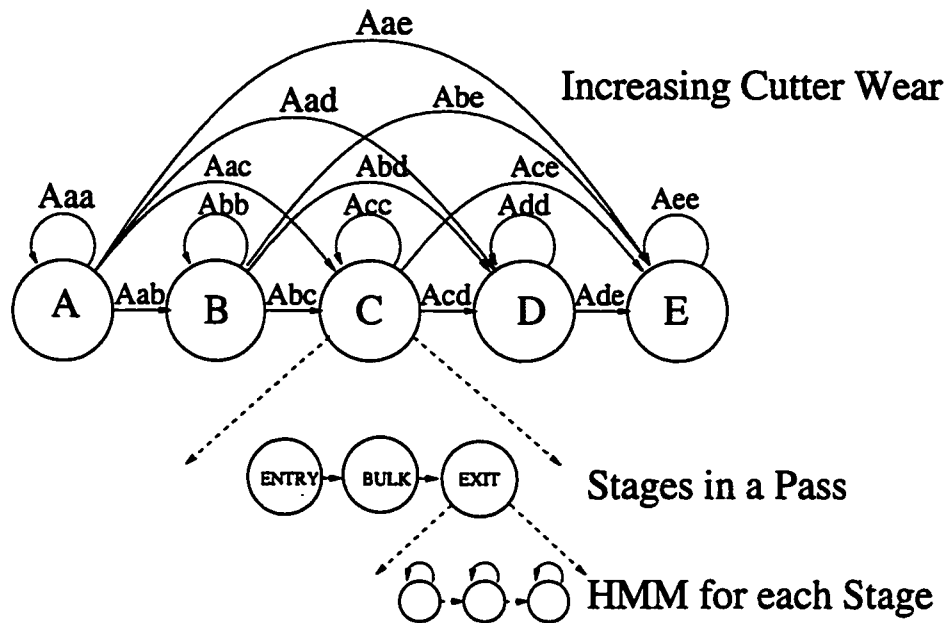 Aae
Increasing Cutter Wear
Aad
Abe
Aac
Abd
Ace
Aaa
Abb
Acc
Add
Aee
A
Aab
B
Abc
C
Acd
D
Ade
E
ENTRY
BULK
EXIT
Stages in a Pass
HMM for each Stage